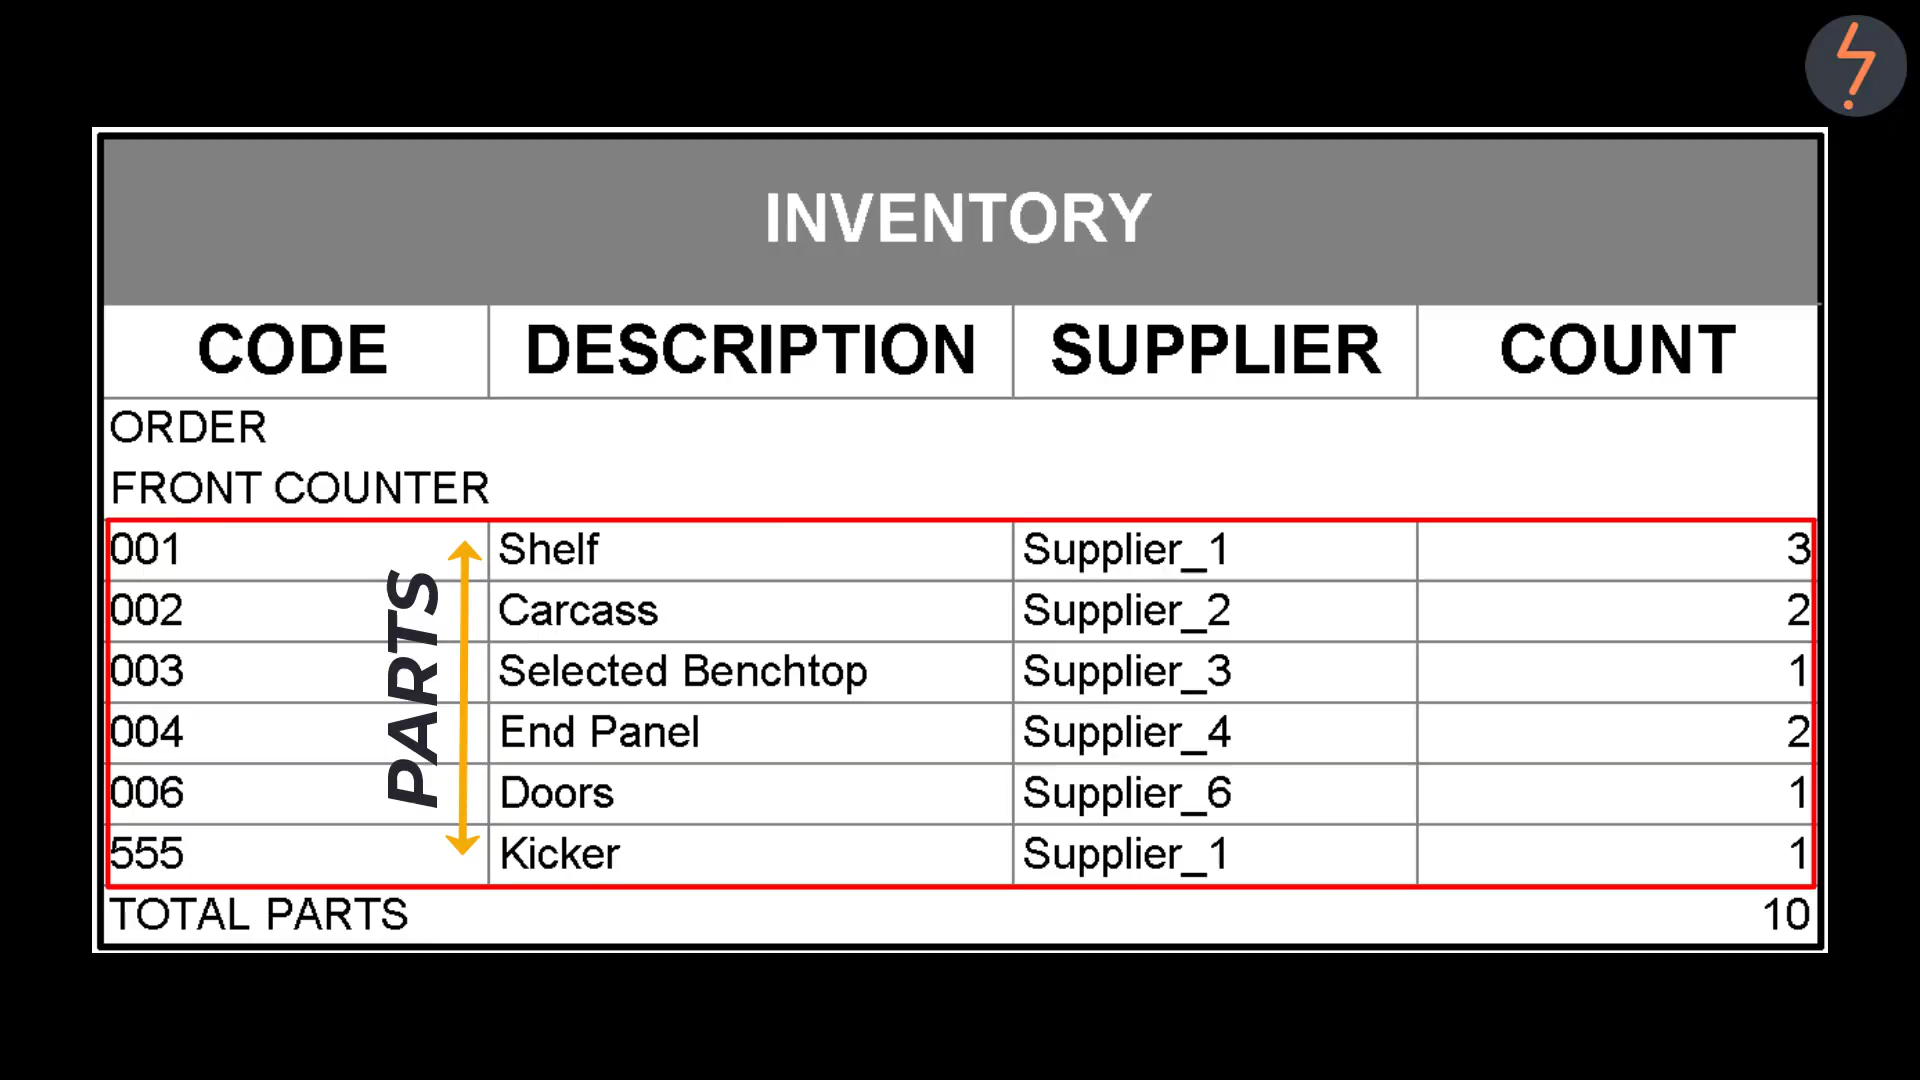 INVENTORY
CODE DESCRIPTION SUPPLIER COUNT
ORDER
FRONT COUNTER
001 Shelf Supplier_1 3
002 Carcass Supplier_2 2
003 Selected Benchtop Supplier_3 1
004 End Panel Supplier_4 2
006 Doors Supplier_6 1
555 Kicker Supplier_1 1
PARTS
TOTAL PARTS 10